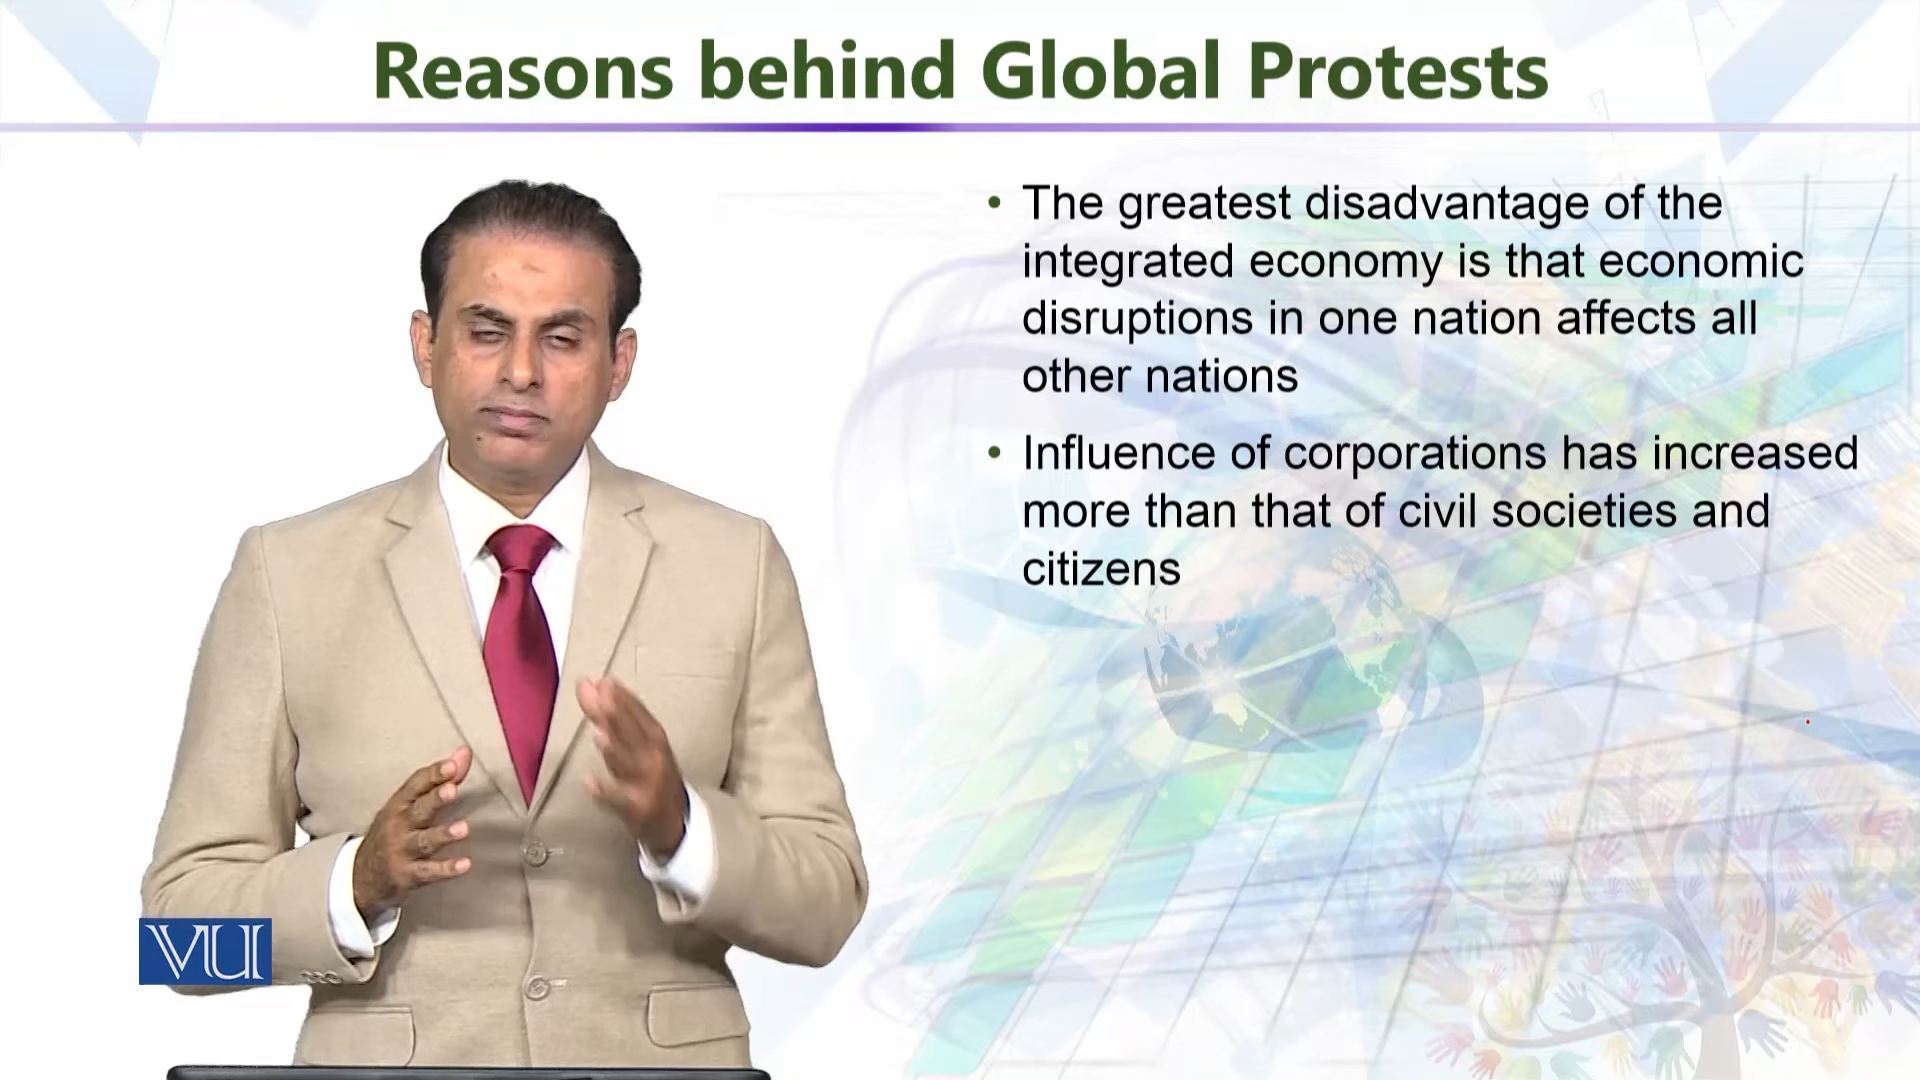 Reasons behind Global Protests
• The greatest disadvantage of the
integrated economy is that economic
disruptions in one nation affects all
other nations
• Influence of corporations has increased
more than that of civil societies and
citizens
VU